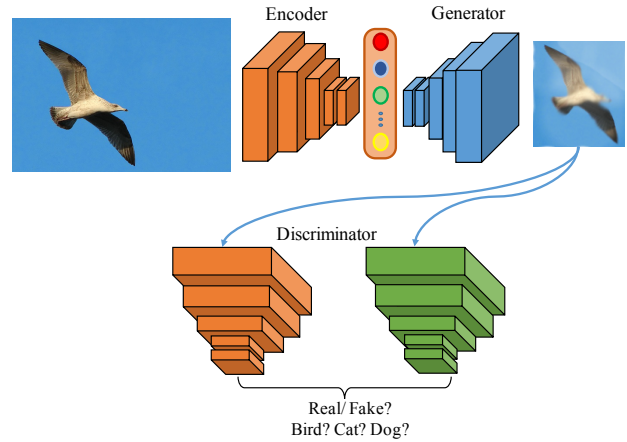 Encoder
Generator
Discriminator
Real/ Fake?
Bird? Cat? Dog?